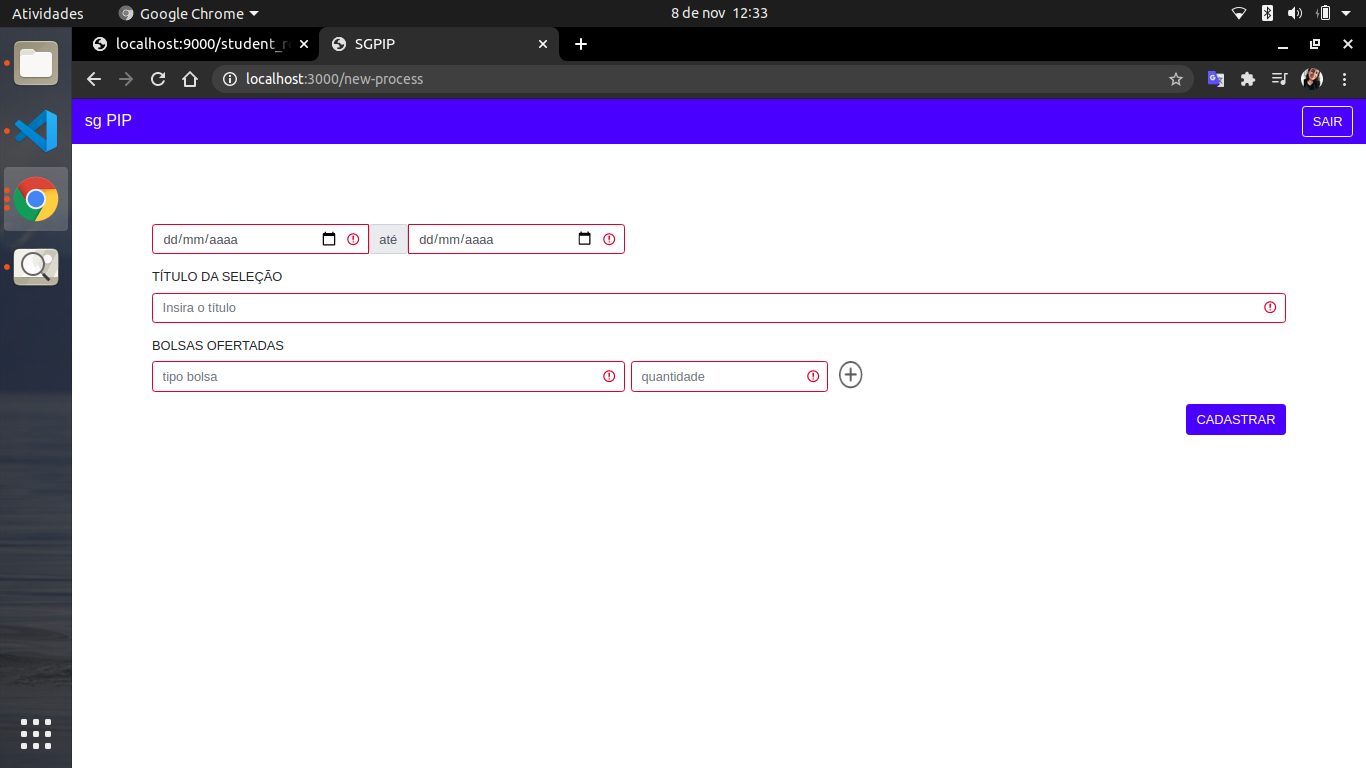 Atividades Google Chrome 8 de nov 12:33
localhost:9000/student_r SGPIP
localhost:3000/new-process
sg PIP SAIR
dd/mm/aaaa até dd/mm/aaaa
TÍTULO DA SELEÇÃO
Insira o título
BOLSAS OFERTADAS
tipo bolsa quantidade
CADASTRAR